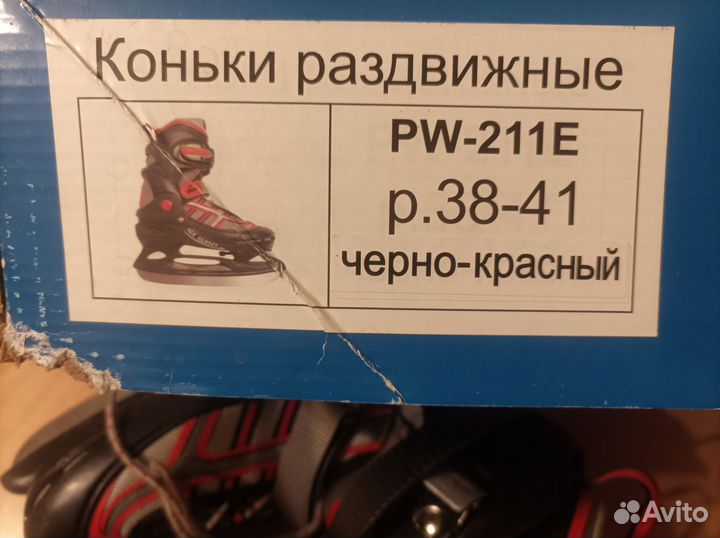 Коньки раздвижные
PW-211E
р.38-41
черно-красный
Avito